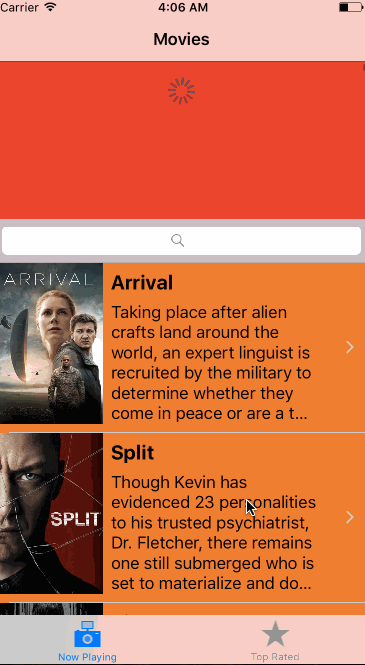 Carrier
4:06 AM
Movies
ARRIVAL
Arrival
Taking place after alien
crafts land around the
world, an expert linguist is
recruited by the military to
determine whether they
come in peace or are a t...
SPLIT
Split
Though Kevin has
evidenced 23 personalities
to his trusted psychiatrist,
Dr. Fletcher, there remains
one still submerged who is
set to materialize and do...
Now Playing
Top Rated